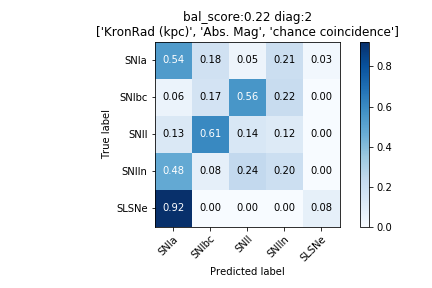 bal_score:0.22 diag:2
['KronRad (kpc)', 'Abs. Mag', 'chance coincidence']
SNIa 0.54 0.18 0.05 0.21 0.03
SNIbc 0.06 0.17 0.56 0.22 0.00
SNII 0.13 0.61 0.14 0.12 0.00
SNIIn 0.48 0.08 0.24 0.20 0.00
SLSNe 0.92 0.00 0.00 0.00 0.08
True label
SNIa SNIbc SNII SNIIn SLSNe
Predicted label
0.8
0.6
0.4
0.2
0.0